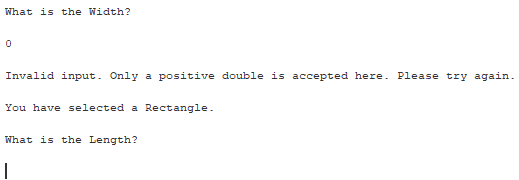 What is the Width?
0
Invalid input. Only a positive double is accepted here. Please try again.
You have selected a Rectangle.
What is the Length?